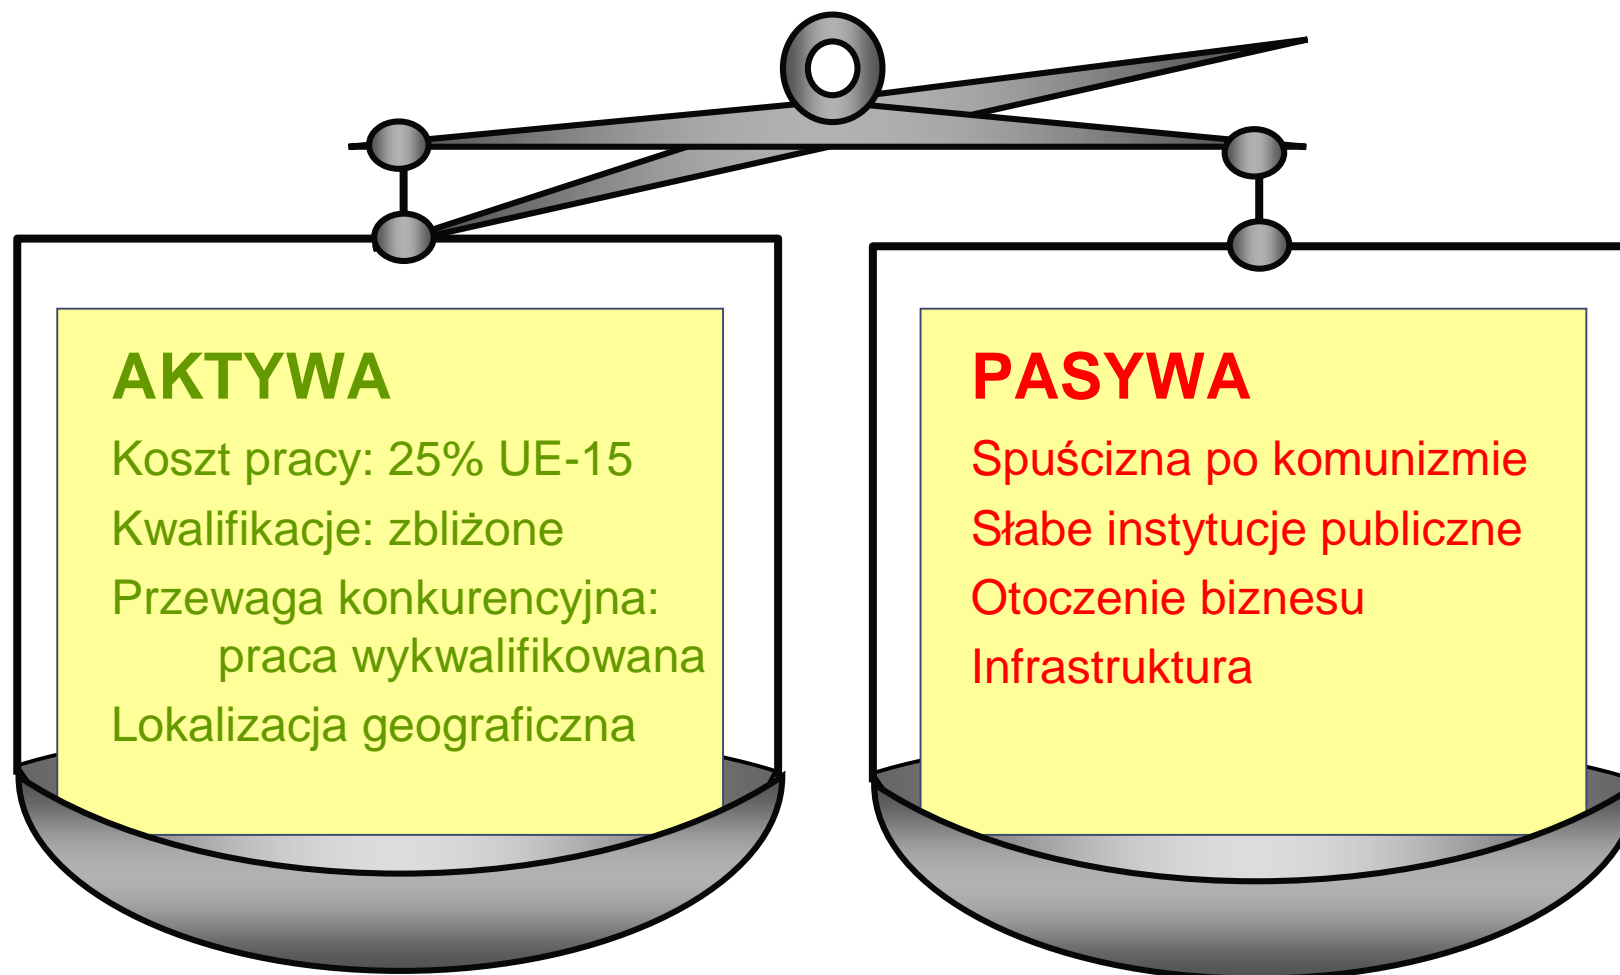 AKTYWA
Koszt pracy: 25% UE-15
Kwalifikacje: zbliżone
Przewaga konkurencyjna:
praca wykwalifikowana
Lokalizacja geograficzna
PASYWA
Spuścizna po komunizmie
Słabe instytucje publiczne
Otoczenie biznesu
Infrastruktura